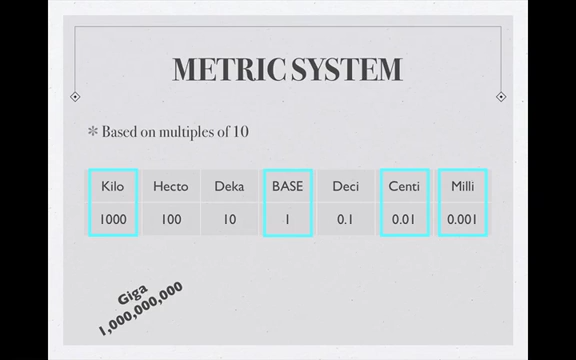 METRIC SYSTEM
Based on multiples of 10
Kilo Hecto Deka BASE Deci Centi Milli
1000 100 10 1 0.1 0.01 0.001
Giga
1,000,000,000